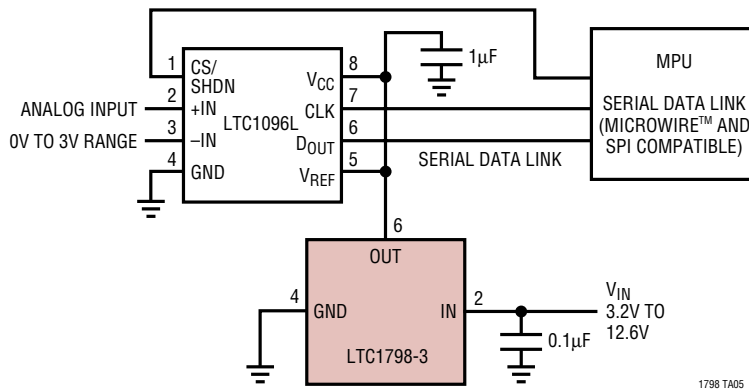 1
CS/
SHDN
VCC
8
1µF
2
+IN
LTC1096L
CLK
7
ANALOG INPUT
3
–IN
DOUT
6
0V TO 3V RANGE
4
GND
VREF
5
SERIAL DATA LINK
MPU
SERIAL DATA LINK
(MICROWIRE™ AND
SPI COMPATIBLE)
6
OUT
4
GND
IN
2
LTC1798-3
VIN
3.2V TO
12.6V
0.1µF
1798 TA05